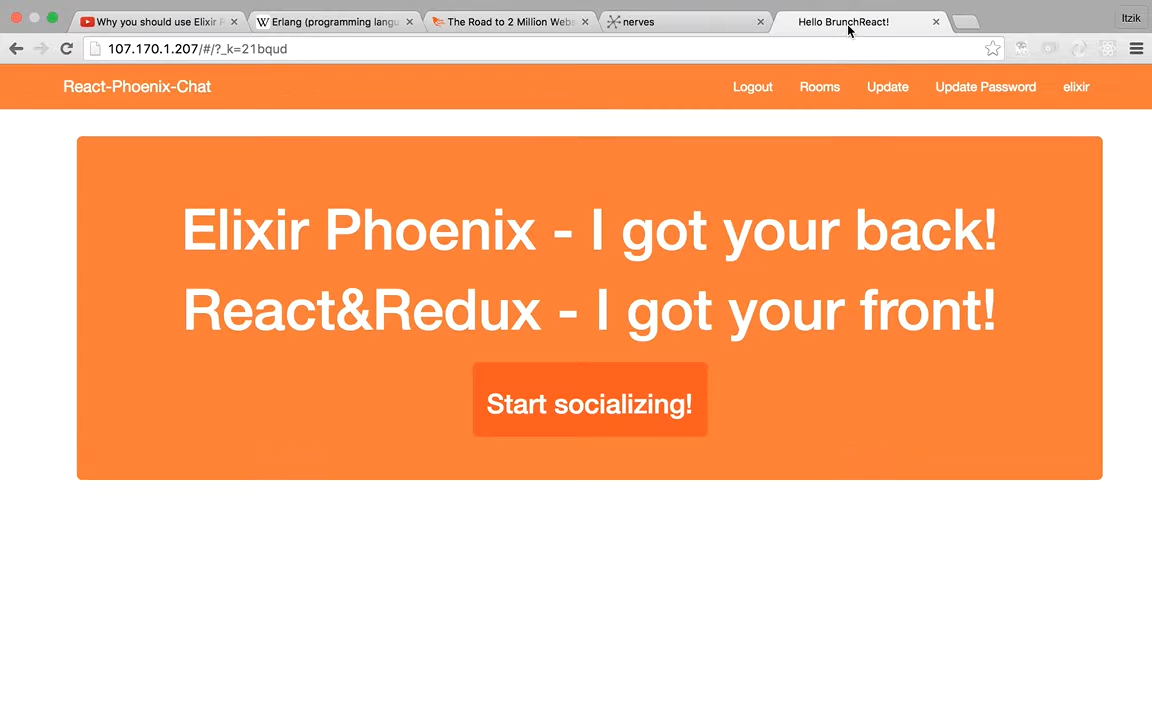 Why you should use Elixir P
Erlang (programming langu
The Road to 2 Million Webs
nerves
Hello BrunchReact!
Itzik
107.170.1.207/#/?_k=21bqud
React-Phoenix-Chat
Logout
Rooms
Update
Update Password
elixir
Elixir Phoenix - I got your back!
React&Redux - I got your front!
Start socializing!